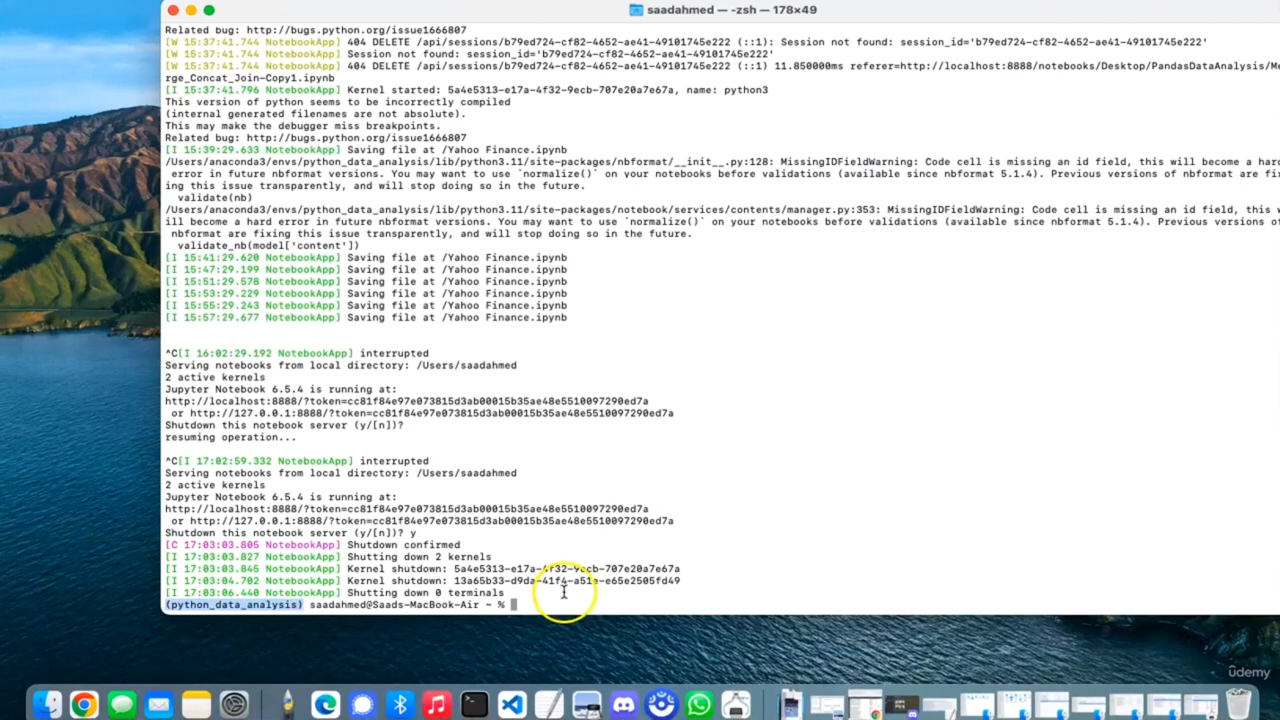 saadahmed — -zsh — 178×49
Related bug: http://bugs.python.org/issue1666807
[W 15:37:41.744 NotebookApp] 404 DELETE /api/sessions/b79ed724-cf82-4652-ae41-49101745e222 (::1): Session not found: session_id='b79ed724-cf82-4652-ae41-49101745e222'
[W 15:37:41.744 NotebookApp] Session not found: session_id='b79ed724-cf82-4652-ae41-49101745e222'
[W 15:37:41.744 NotebookApp] 404 DELETE /api/sessions/b79ed724-cf82-4652-ae41-49101745e222 (::1) 11.850000ms referer=http://localhost:8888/notebooks/Desktop/PandasDataAnalysis/Me
rge_Concat_Join-Copy1.ipynb
[I 15:37:41.796 NotebookApp] Kernel started: 5a4e5313-e17a-4f32-9ecb-707e20a7e67a, name: python3
This version of python seems to be incorrectly compiled
(internal generated filenames are not absolute).
This may make the debugger miss breakpoints.
Related bug: http://bugs.python.org/issue1666807
[I 15:39:29.633 NotebookApp] Saving file at /Yahoo Finance.ipynb
/Users/anaconda3/envs/python_data_analysis/lib/python3.11/site-packages/nbformat/__init__.py:128: MissingIDFieldWarning: Code cell is missing an id field, this will become a hard
 error in future nbformat versions. You may want to use `normalize()` on your notebooks before validations (available since nbformat 5.1.4). Previous versions of nbformat are fix
ing this issue transparently, and will stop doing so in the future.
  validate(nb)
/Users/anaconda3/envs/python_data_analysis/lib/python3.11/site-packages/notebook/services/contents/manager.py:353: MissingIDFieldWarning: Code cell is missing an id field, this w
ill become a hard error in future nbformat versions. You may want to use `normalize()` on your notebooks before validations (available since nbformat 5.1.4). Previous versions of
 nbformat are fixing this issue transparently, and will stop doing so in the future.
  validate_nb(model['content'])
[I 15:41:29.620 NotebookApp] Saving file at /Yahoo Finance.ipynb
[I 15:47:29.199 NotebookApp] Saving file at /Yahoo Finance.ipynb
[I 15:51:29.578 NotebookApp] Saving file at /Yahoo Finance.ipynb
[I 15:53:29.229 NotebookApp] Saving file at /Yahoo Finance.ipynb
[I 15:55:29.243 NotebookApp] Saving file at /Yahoo Finance.ipynb
[I 15:57:29.677 NotebookApp] Saving file at /Yahoo Finance.ipynb
^C[I 16:02:29.192 NotebookApp] interrupted
Serving notebooks from local directory: /Users/saadahmed
2 active kernels
Jupyter Notebook 6.5.4 is running at:
http://localhost:8888/?token=cc81f84e97e073815d3ab00015b35ae48e5510097290ed7a
 or http://127.0.0.1:8888/?token=cc81f84e97e073815d3ab00015b35ae48e5510097290ed7a
Shutdown this notebook server (y/[n])?
resuming operation...
^C[I 17:02:59.332 NotebookApp] interrupted
Serving notebooks from local directory: /Users/saadahmed
2 active kernels
Jupyter Notebook 6.5.4 is running at:
http://localhost:8888/?token=cc81f84e97e073815d3ab00015b35ae48e5510097290ed7a
 or http://127.0.0.1:8888/?token=cc81f84e97e073815d3ab00015b35ae48e5510097290ed7a
Shutdown this notebook server (y/[n])? y
[C 17:03:03.805 NotebookApp] Shutdown confirmed
[I 17:03:03.827 NotebookApp] Shutting down 2 kernels
[I 17:03:03.845 NotebookApp] Kernel shutdown: 5a4e5313-e17a-4f32-9ecb-707e20a7e67a
[I 17:03:04.702 NotebookApp] Kernel shutdown: 13a65b33-d9da-41f4-a51a-e65e2505fd49
[I 17:03:06.440 NotebookApp] Shutting down 0 terminals
(python_data_analysis) saadahmed@Saads-MacBook-Air ~ %
ûdemy